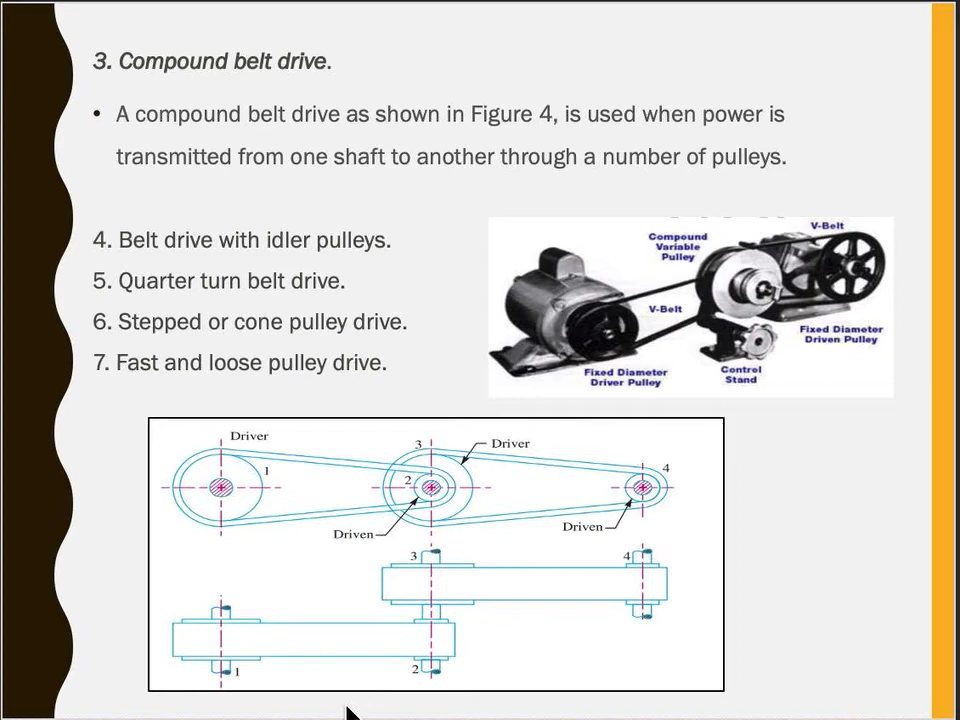 3. Compound belt drive.
• A compound belt drive as shown in Figure 4, is used when power is
transmitted from one shaft to another through a number of pulleys.
4. Belt drive with idler pulleys.
5. Quarter turn belt drive.
6. Stepped or cone pulley drive.
7. Fast and loose pulley drive.
V-Belt
Compound
Variable
Pulley
V-Belt
Fixed Diameter
Driven Pulley
Fixed Diameter
Driver Pulley
Control
Stand
Driver
3
Driver
1
2
4
Driven
Driven
3
4
1
2